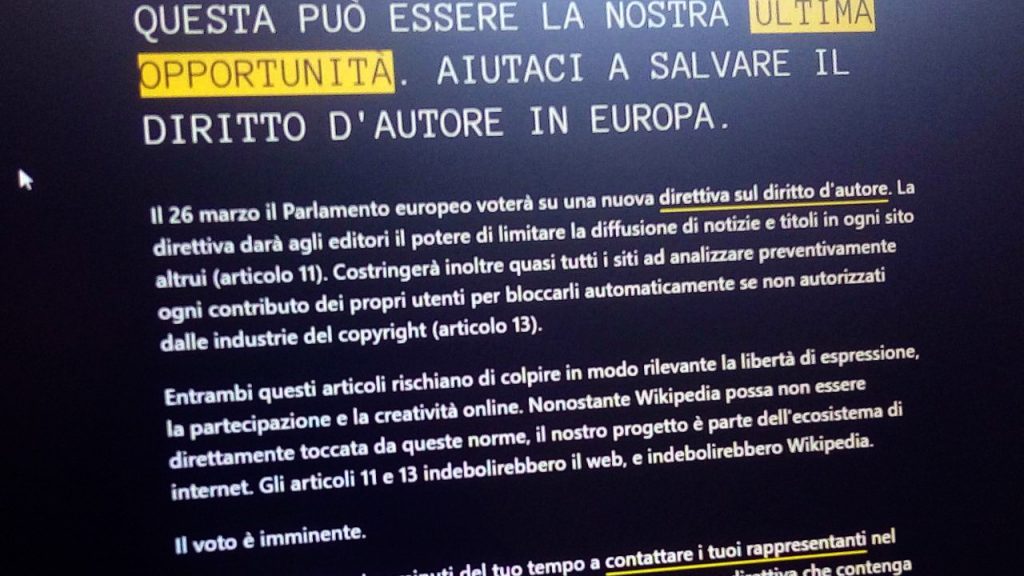 QUESTA PUÒ ESSERE LA NOSTRA ULTIMA
OPPORTUNITÀ. AIUTACI A SALVARE IL
DIRITTO D'AUTORE IN EUROPA.
Il 26 marzo il Parlamento europeo voterà su una nuova direttiva sul diritto d'autore. La
direttiva darà agli editori il potere di limitare la diffusione di notizie e titoli in ogni sito
altrui (articolo 11). Costringerà inoltre quasi tutti i siti ad analizzare preventivamente
ogni contributo dei propri utenti per bloccarli automaticamente se non autorizzati
dalle industrie del copyright (articolo 13).
Entrambi questi articoli rischiano di colpire in modo rilevante la libertà di espressione,
la partecipazione e la creatività online. Nonostante Wikipedia possa non essere
direttamente toccata da queste norme, il nostro progetto è parte dell'ecosistema di
internet. Gli articoli 11 e 13 indebolirebbero il web, e indebolirebbero Wikipedia.
Il voto è imminente.
del tuo tempo a contattare i tuoi rappresentanti nel
che contenga